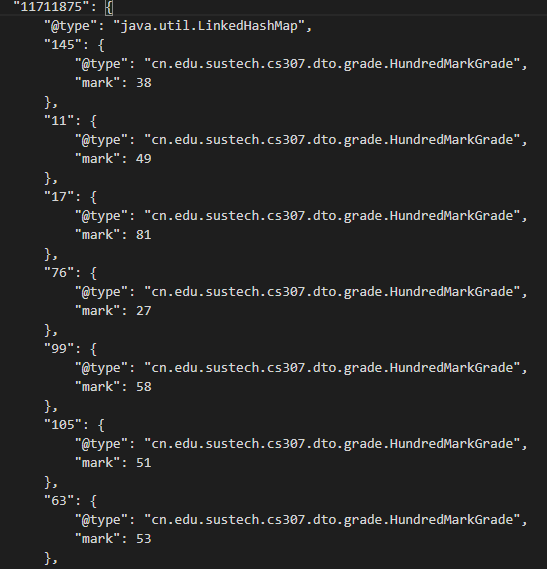 "11711875": {
"@type": "java.util.LinkedHashMap",
"145": {
"@type": "cn.edu.sustech.cs307.dto.grade.HundredMarkGrade",
"mark": 38
},
"11": {
"@type": "cn.edu.sustech.cs307.dto.grade.HundredMarkGrade",
"mark": 49
},
"17": {
"@type": "cn.edu.sustech.cs307.dto.grade.HundredMarkGrade",
"mark": 81
},
"76": {
"@type": "cn.edu.sustech.cs307.dto.grade.HundredMarkGrade",
"mark": 27
},
"99": {
"@type": "cn.edu.sustech.cs307.dto.grade.HundredMarkGrade",
"mark": 58
},
"105": {
"@type": "cn.edu.sustech.cs307.dto.grade.HundredMarkGrade",
"mark": 51
},
"63": {
"@type": "cn.edu.sustech.cs307.dto.grade.HundredMarkGrade",
"mark": 53
},